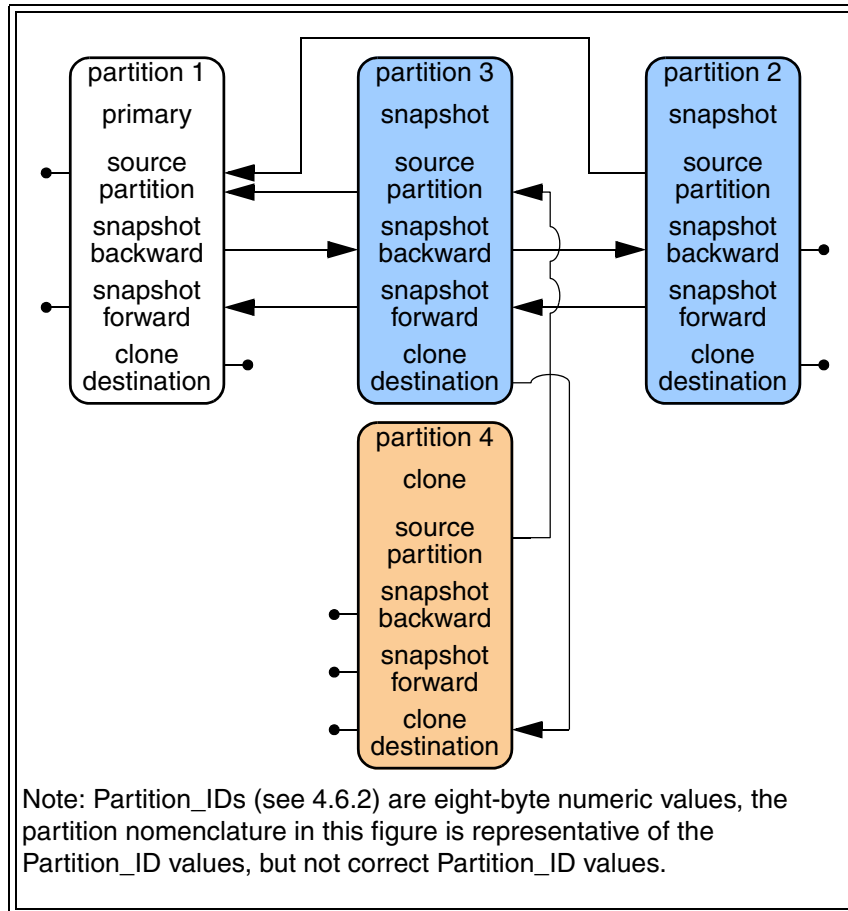 partition 1
primary
source
partition
snapshot
backward
snapshot
forward
clone
destination
partition 3
snapshot
source
partition
snapshot
backward
snapshot
forward
clone
destination
partition 2
snapshot
source
partition
snapshot
backward
snapshot
forward
clone
destination
partition 4
clone
source
partition
snapshot
backward
snapshot
forward
clone
destination
Note: Partition_IDs (see 4.6.2) are eight-byte numeric values, the
partition nomenclature in this figure is representative of the
Partition_ID values, but not correct Partition_ID values.